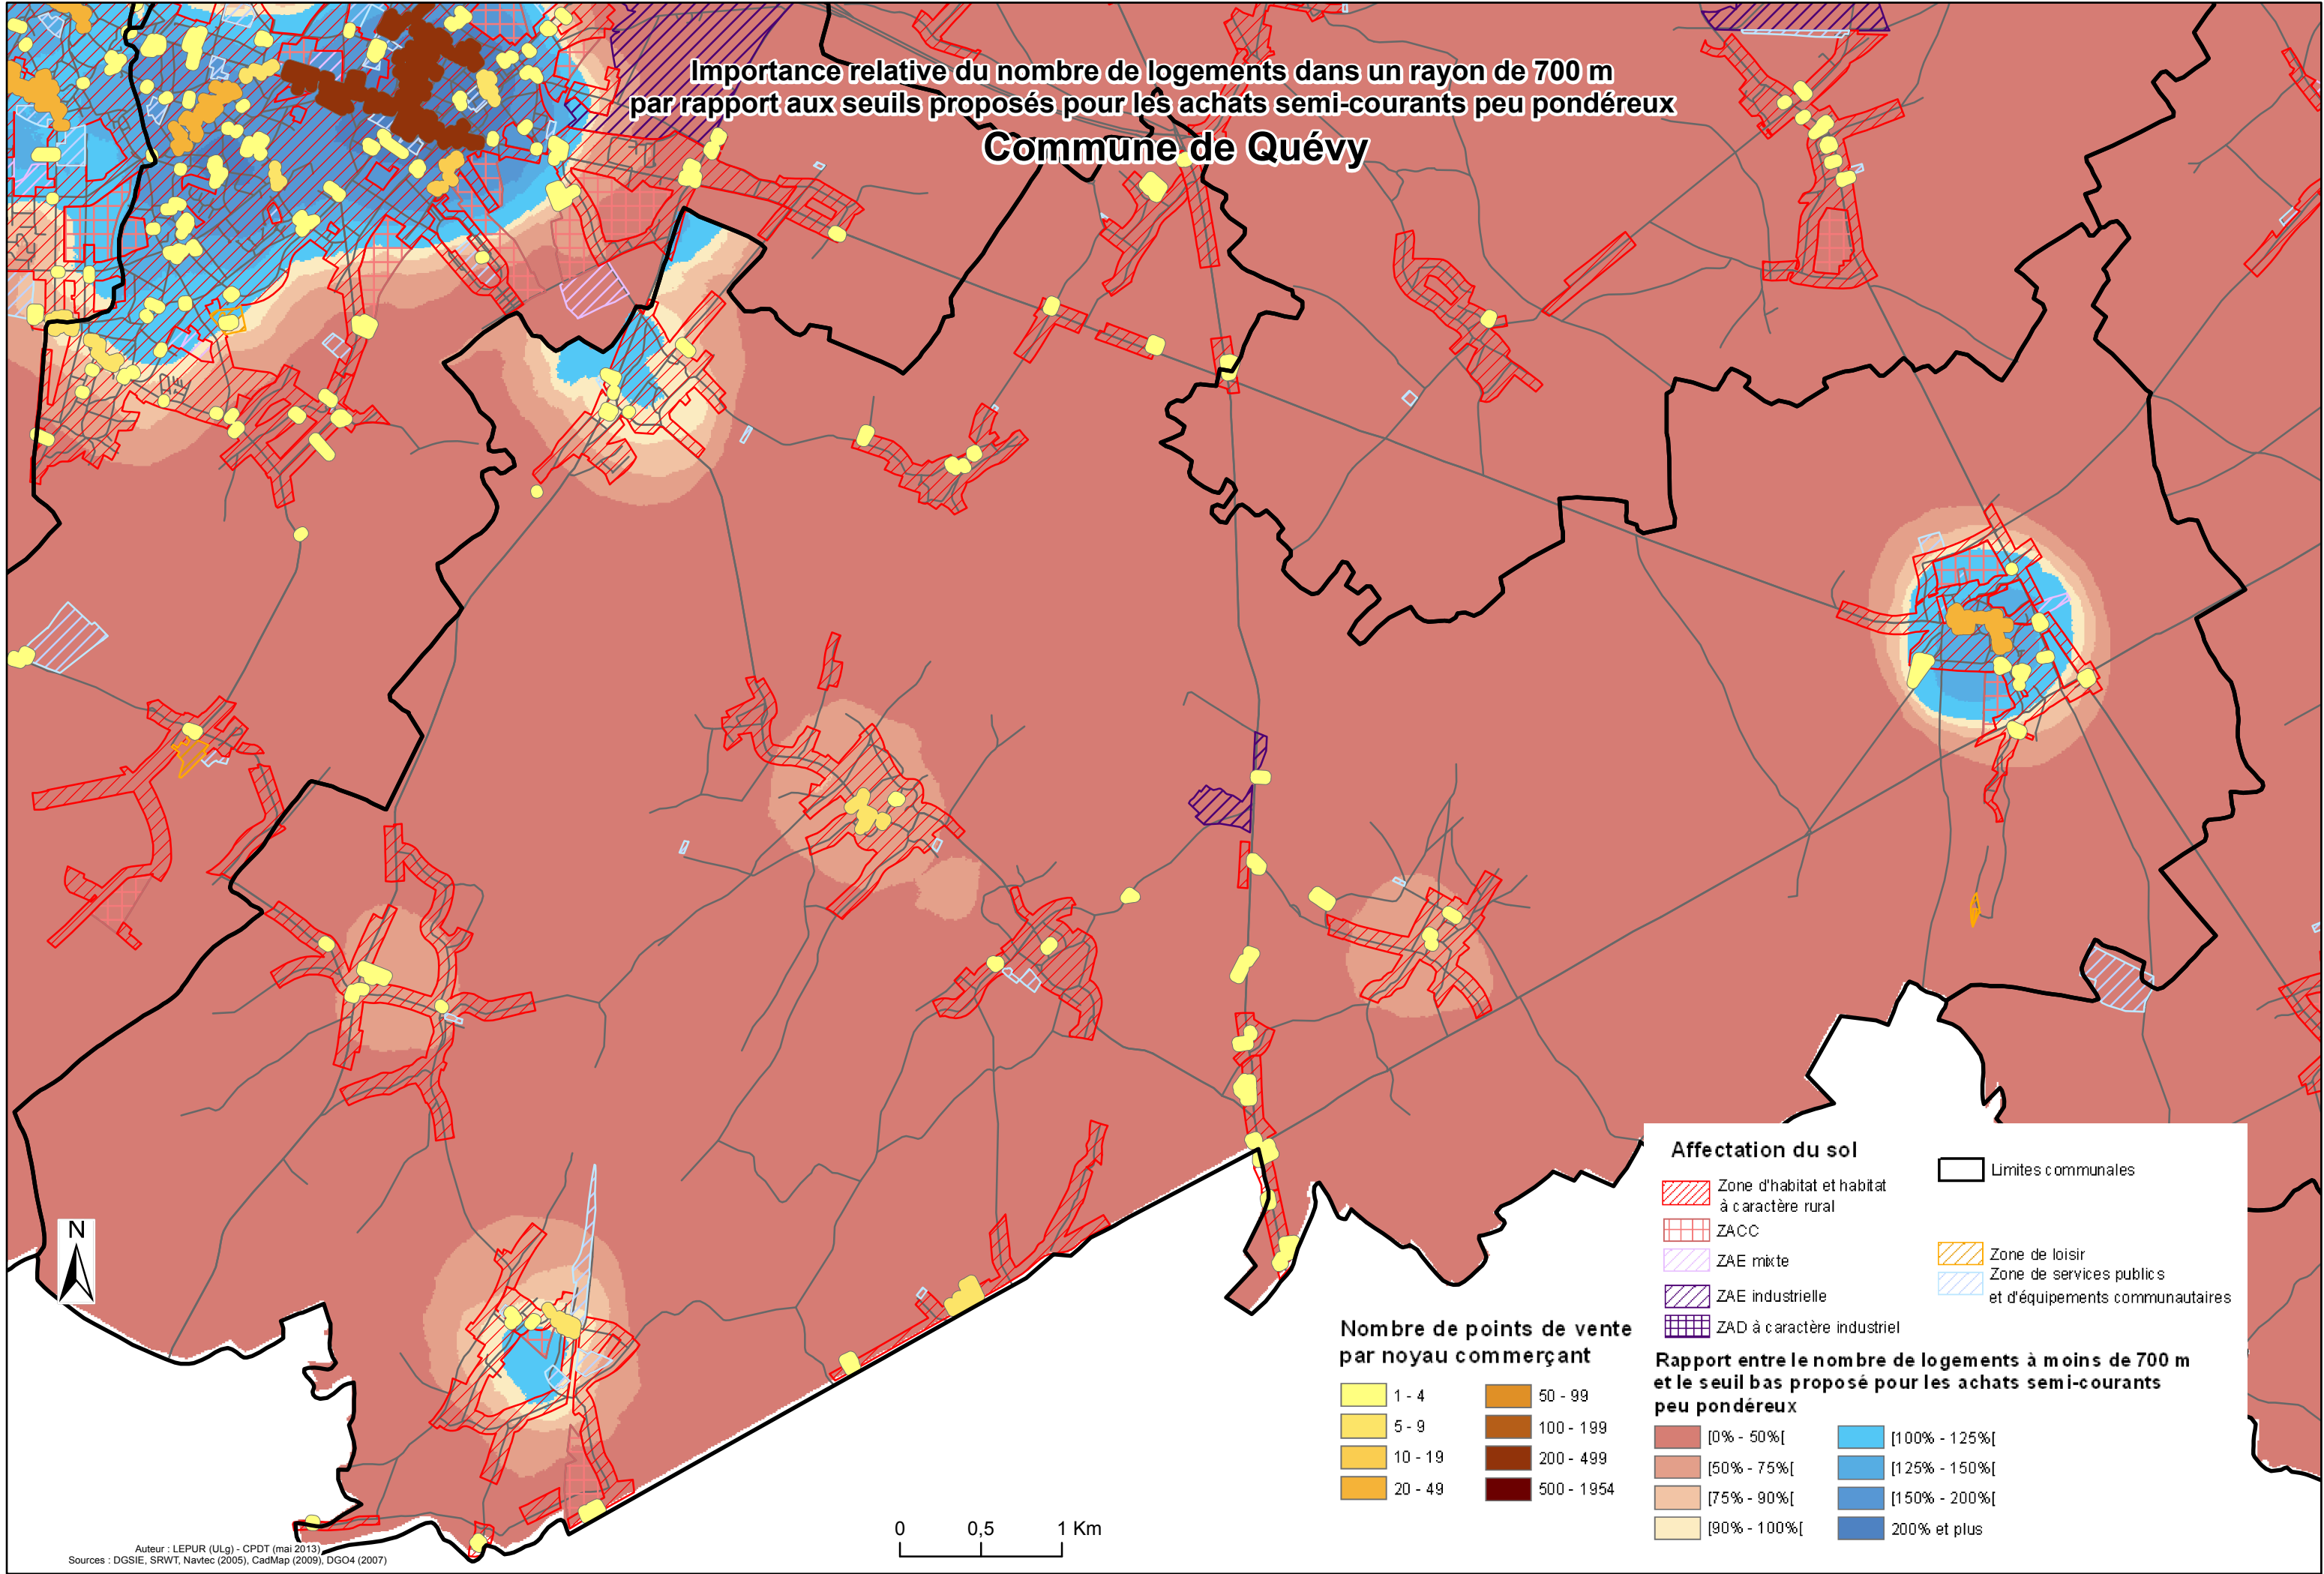 Importance relative du nombre de logements dans un rayon de 700 m
par rapport aux seuils proposés pour les achats semi-courants peu pondéreux
Commune de Quévy
Affectation du sol
Zone d'habitat et habitat
à caractère rural
ZACC
ZAE mixte
ZAE industrielle
ZAD à caractère industriel
Limites communales
Zone de loisir
Zone de services publics
et d'équipements communautaires
Nombre de points de vente
par noyau commerçant
1 - 4
5 - 9
10 - 19
20 - 49
50 - 99
100 - 199
200 - 499
500 - 1954
Rapport entre le nombre de logements à moins de 700 m
et le seuil bas proposé pour les achats semi-courants
peu pondéreux
[0% - 50%[
[50% - 75%[
[75% - 90%[
[90% - 100%[
[100% - 125%[
[125% - 150%[
[150% - 200%[
200% et plus
N
0 0,5 1 Km
Auteur : LEPUR (ULg) - CPDT (mai 2013)
Sources : DGSIE, SRWT, Navtec (2005), CadMap (2009), DGO4 (2007)